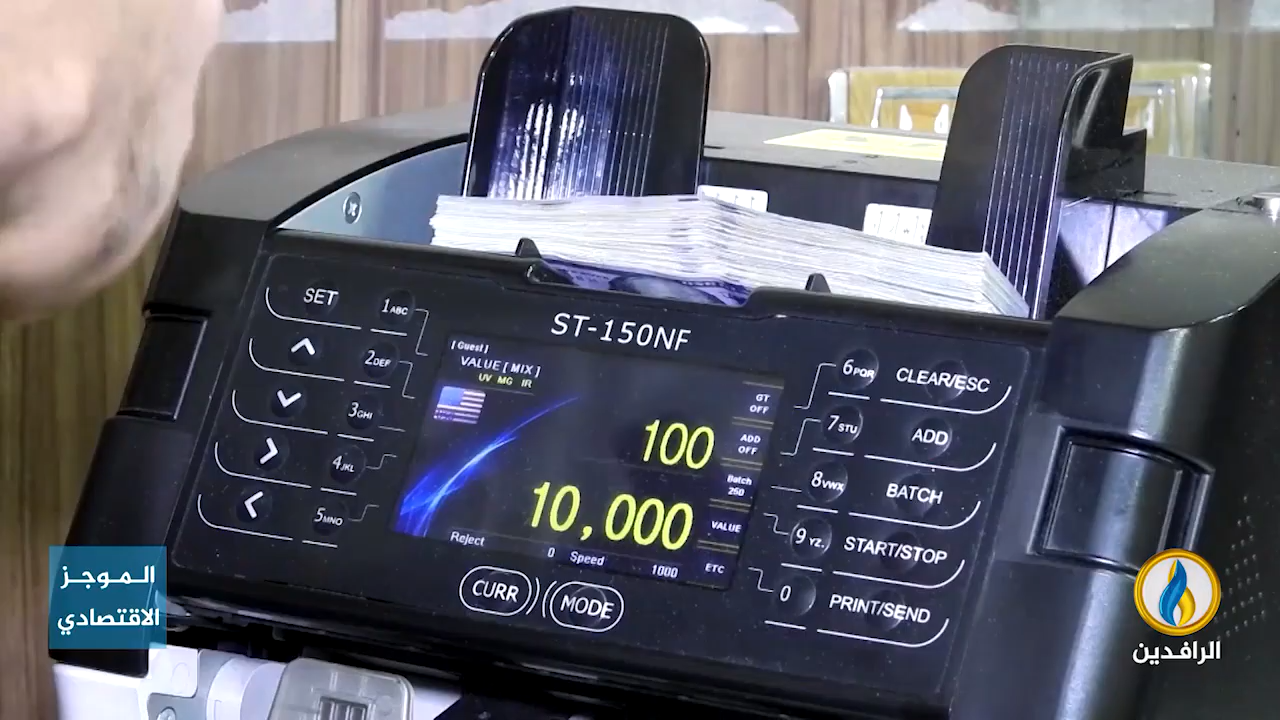 ST-150NF
SET
1ABC
2DEF
3GHI
4JKL
5MNO
[ Guest ]
VALUE [ MIX ]
UV MG IR
100
10,000
GT
OFF
ADD
OFF
Batch
250
VALUE
ETC
Reject 0 Speed 1000
CURR
MODE
6PQR
CLEAR/ESC
7STU
ADD
8VWX
BATCH
9YZ.
START/STOP
0
PRINT/SEND
الموجز
الاقتصادي
الرافدين